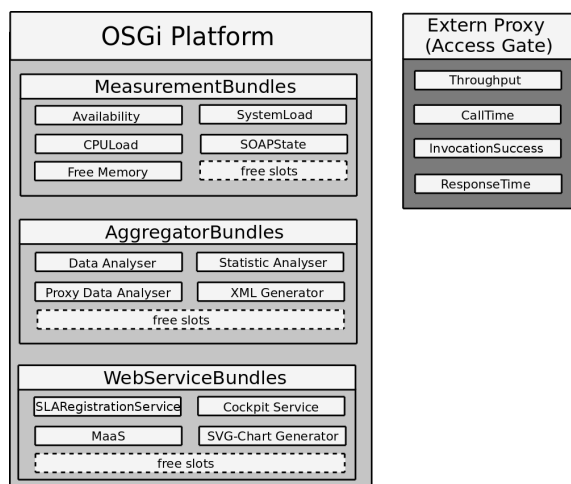 OSGi Platform
MeasurementBundles
Availability
SystemLoad
CPULoad
SOAPState
Free Memory
free slots
AggregatorBundles
Data Analyser
Statistic Analyser
Proxy Data Analyser
XML Generator
free slots
WebServiceBundles
SLARegistrationService
Cockpit Service
MaaS
SVG-Chart Generator
free slots
Extern Proxy
(Access Gate)
Throughput
CallTime
InvocationSuccess
ResponseTime